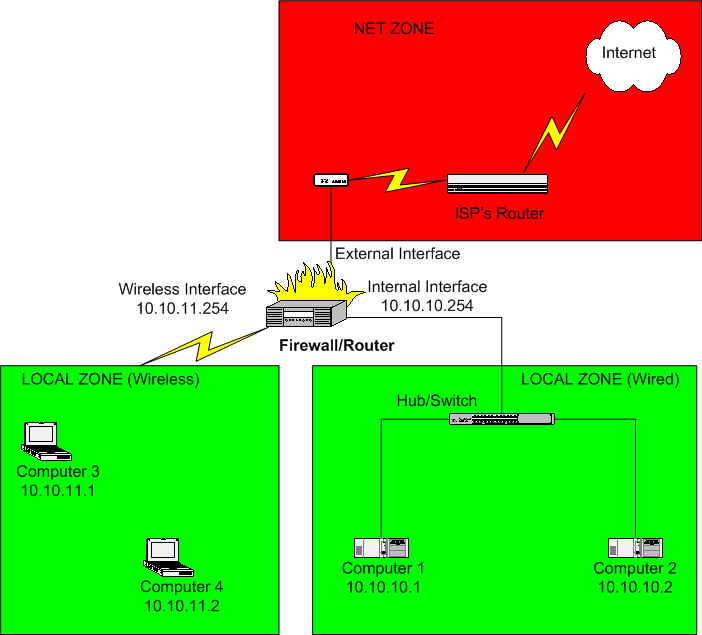 NET ZONE
Internet
ISP's Router
External Interface
Wireless Interface
10.10.11.254
Internal Interface
10.10.10.254
Firewall/Router
LOCAL ZONE (Wireless)
Computer 3
10.10.11.1
Computer 4
10.10.11.2
LOCAL ZONE (Wired)
Hub/Switch
Computer 1
10.10.10.1
Computer 2
10.10.10.2